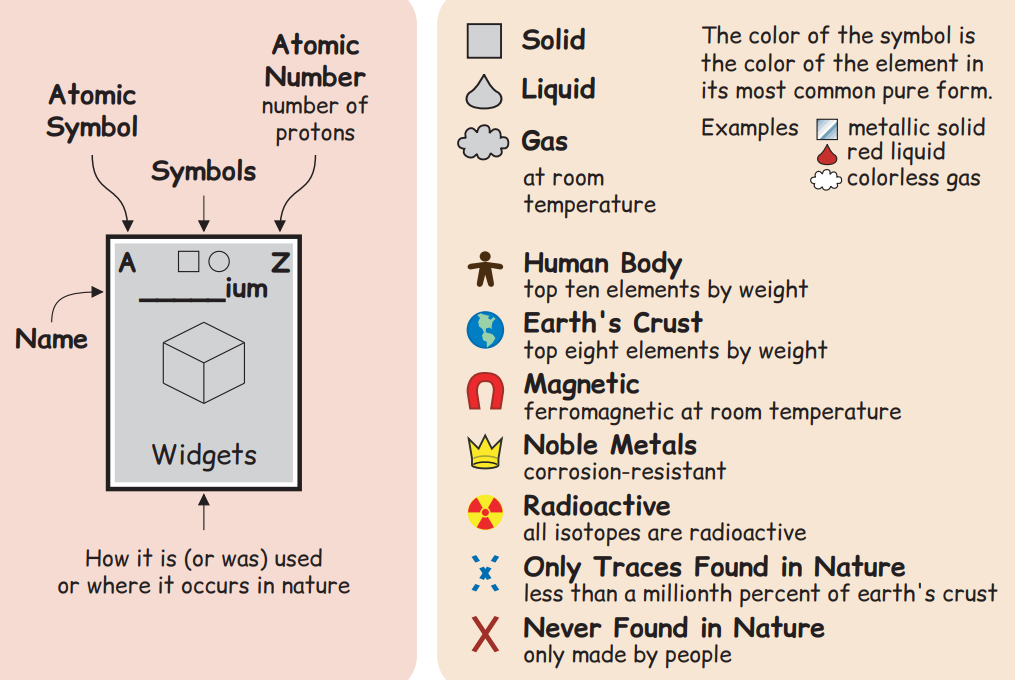 Atomic
Symbol
Atomic
Number
number of
protons
Symbols
A
Z
______ium
Name
Widgets
How it is (or was) used
or where it occurs in nature
Solid
Liquid
Gas
at room
temperature
The color of the symbol is
the color of the element in
its most common pure form.
Examples
metallic solid
red liquid
colorless gas
Human Body
top ten elements by weight
Earth's Crust
top eight elements by weight
Magnetic
ferromagnetic at room temperature
Noble Metals
corrosion-resistant
Radioactive
all isotopes are radioactive
Only Traces Found in Nature
less than a millionth percent of earth's crust
Never Found in Nature
only made by people